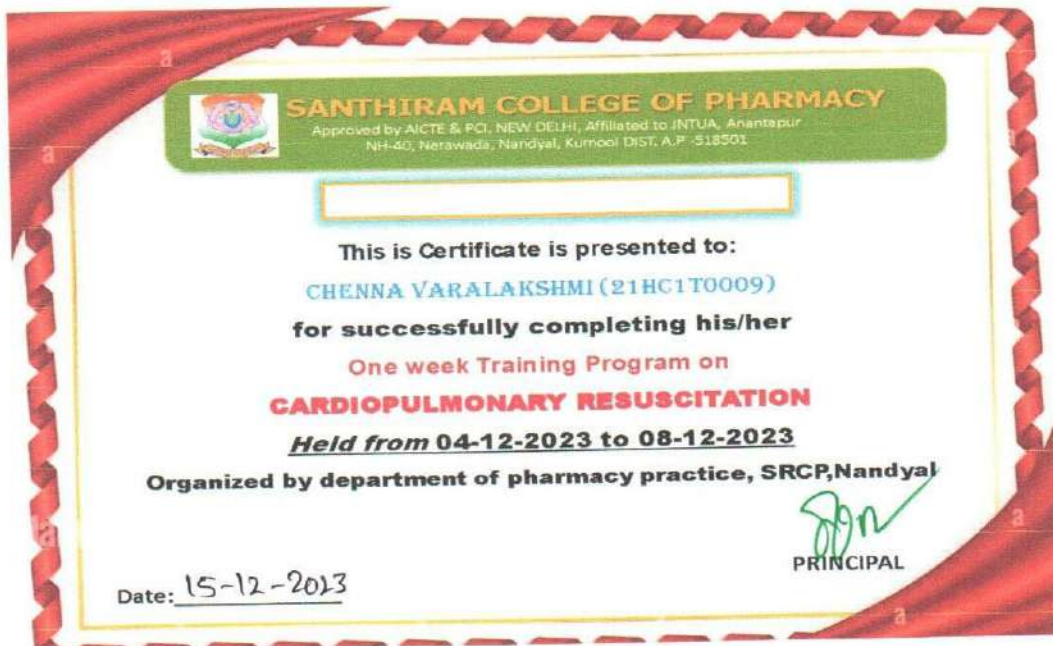 SANTHIRAM COLLEGE OF PHARMACY
Approved by AICTE & PCI, NEW DELHI, Affiliated to JNTUA, Anantapur
NH-40, Nerawada, Nandyal, Kurnool DIST. A.P -518501
This is Certificate is presented to:
CHENNA VARALAKSHMI (21HC1T0009)
for successfully completing his/her
One week Training Program on
CARDIOPULMONARY RESUSCITATION
Held from 04-12-2023 to 08-12-2023
Organized by department of pharmacy practice, SRCP,Nandyal
PRINCIPAL
Date: 15-12-2023